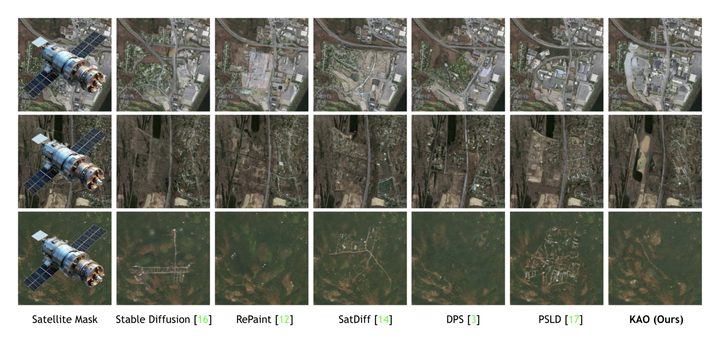 Satellite Mask Stable Diffusion [16] RePaint [12] SatDiff [14] DPS [3] PSLD [17] KAO (Ours)